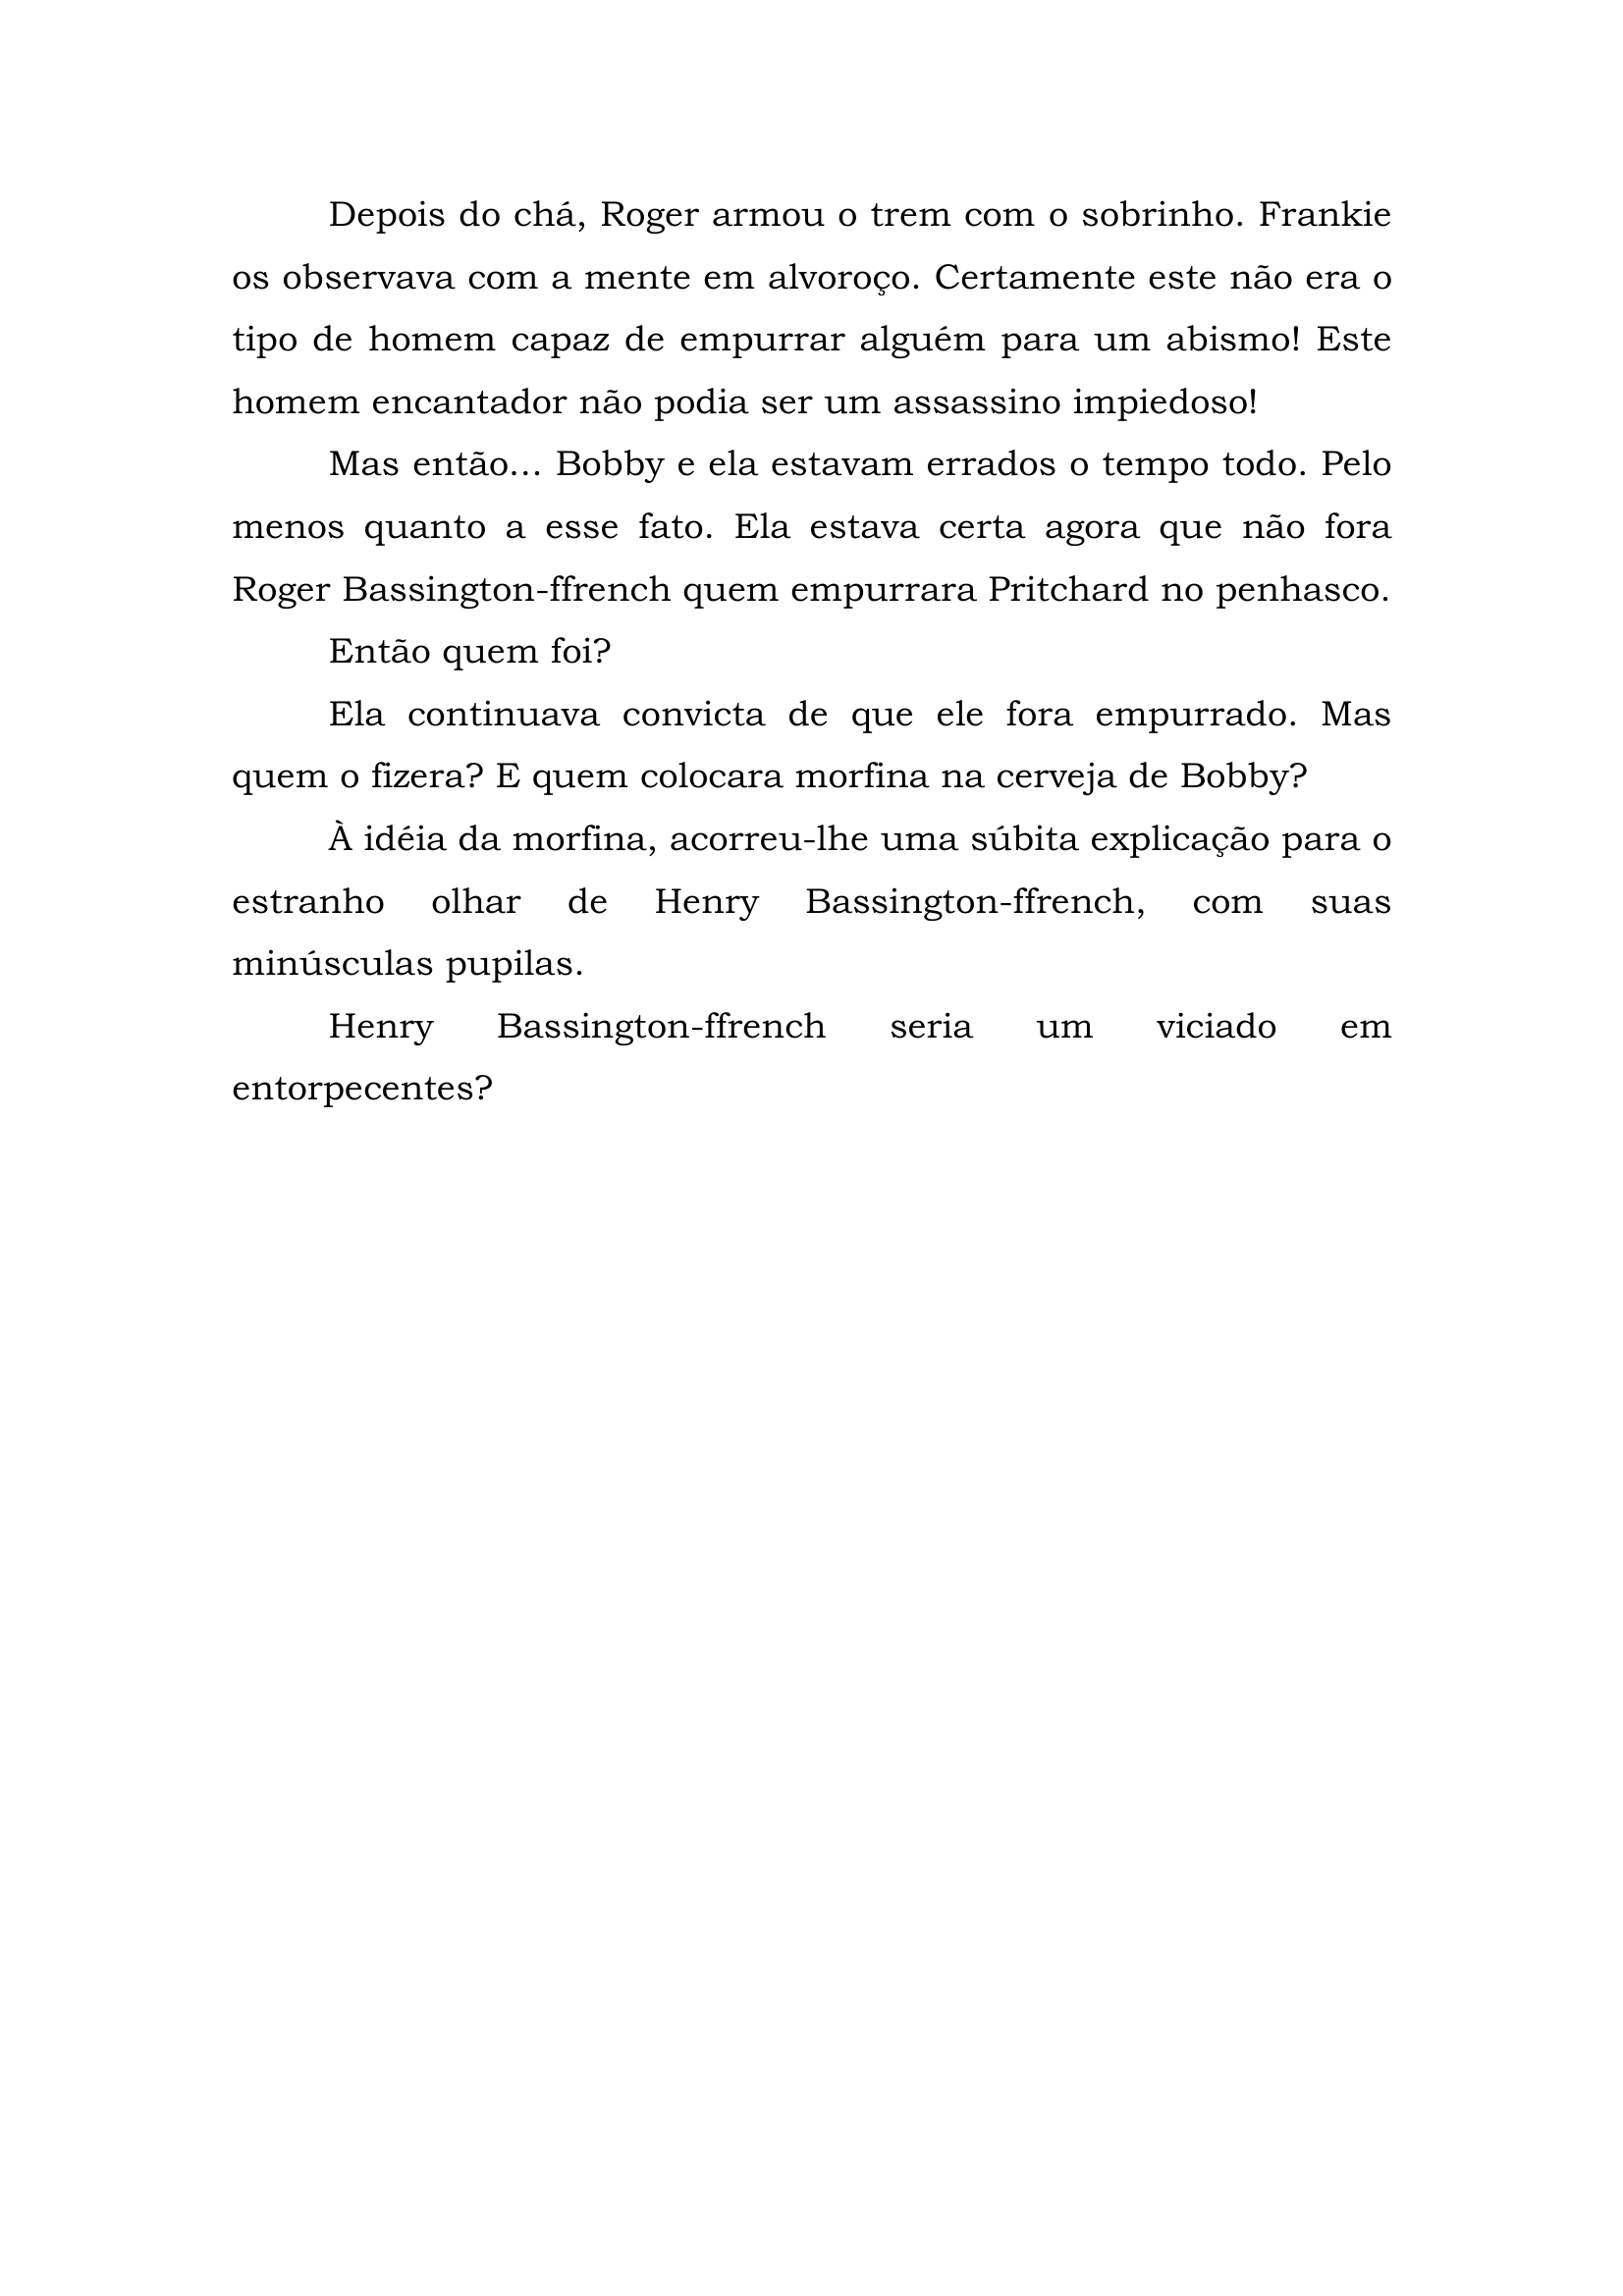 Depois do chá, Roger armou o trem com o sobrinho. Frankie
os observava com a mente em alvoroço. Certamente este não era o
tipo de homem capaz de empurrar alguém para um abismo! Este
homem encantador não podia ser um assassino impiedoso!
Mas então... Bobby e ela estavam errados o tempo todo. Pelo
menos quanto a esse fato. Ela estava certa agora que não fora
Roger Bassington-ffrench quem empurrara Pritchard no penhasco.
Então quem foi?
Ela continuava convicta de que ele fora empurrado. Mas
quem o fizera? E quem colocara morfina na cerveja de Bobby?
À idéia da morfina, acorreu-lhe uma súbita explicação para o
estranho olhar de Henry Bassington-ffrench, com suas
minúsculas pupilas.
Henry Bassington-ffrench seria um viciado em
entorpecentes?